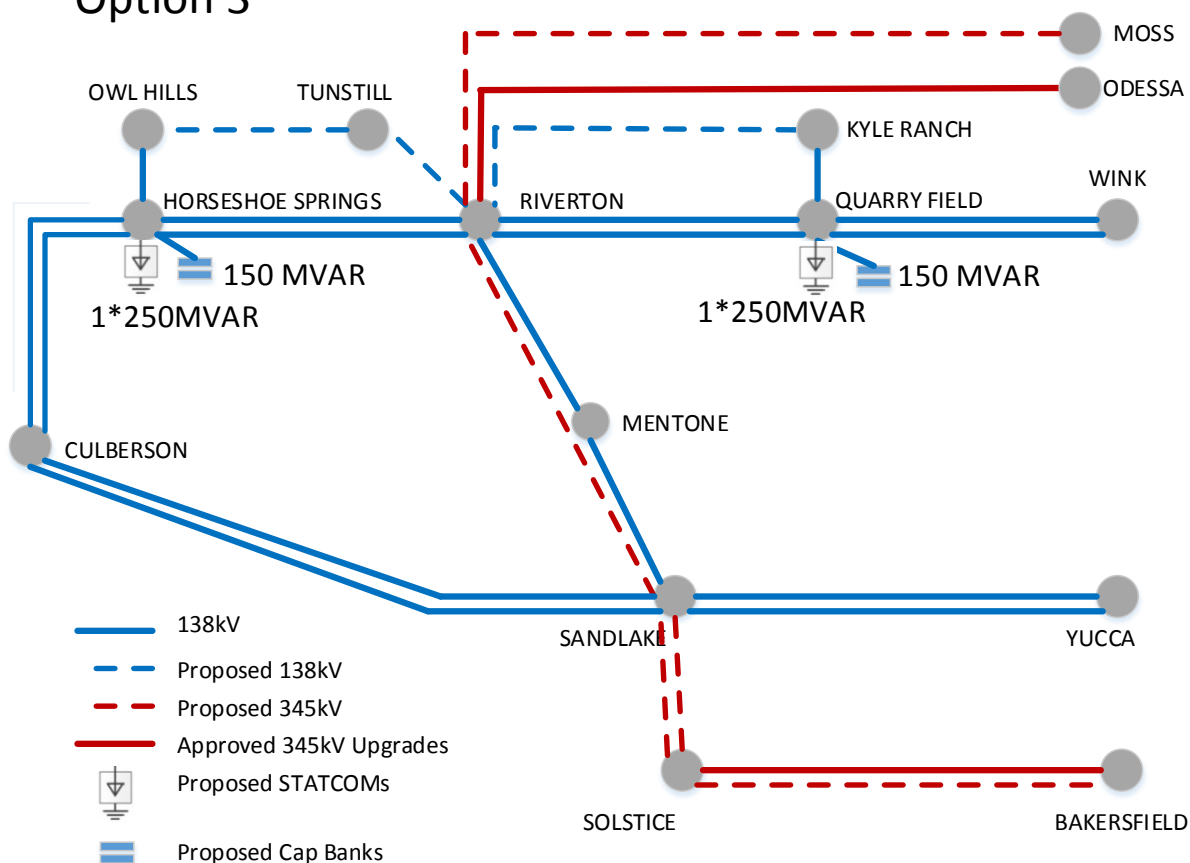 Option 3
MOSS
OWL HILLS
TUNSTILL
ODESSA
KYLE RANCH
WINK
HORSESHOE SPRINGS
RIVERTON
QUARRY FIELD
150 MVAR
150 MVAR
1*250MVAR
1*250MVAR
MENTONE
CULBERSON
138kV
SANDLAKE
YUCCA
Proposed 138kV
Proposed 345kV
Approved 345kV Upgrades
Proposed STATCOMs
SOLSTICE
BAKERSFIELD
Proposed Cap Banks